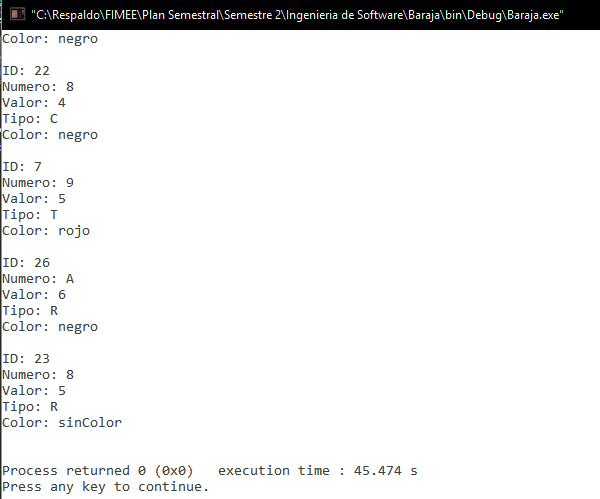 "C:\Respaldo\FIMEE\Plan Semestral\Semestre 2\Ingenieria de Software\Baraja\bin\Debug\Baraja.exe"
Color: negro
ID: 22
Numero: 8
Valor: 4
Tipo: C
Color: negro
ID: 7
Numero: 9
Valor: 5
Tipo: T
Color: rojo
ID: 26
Numero: A
Valor: 6
Tipo: R
Color: negro
ID: 23
Numero: 8
Valor: 5
Tipo: R
Color: sinColor
Process returned 0 (0x0)   execution time : 45.474 s
Press any key to continue.